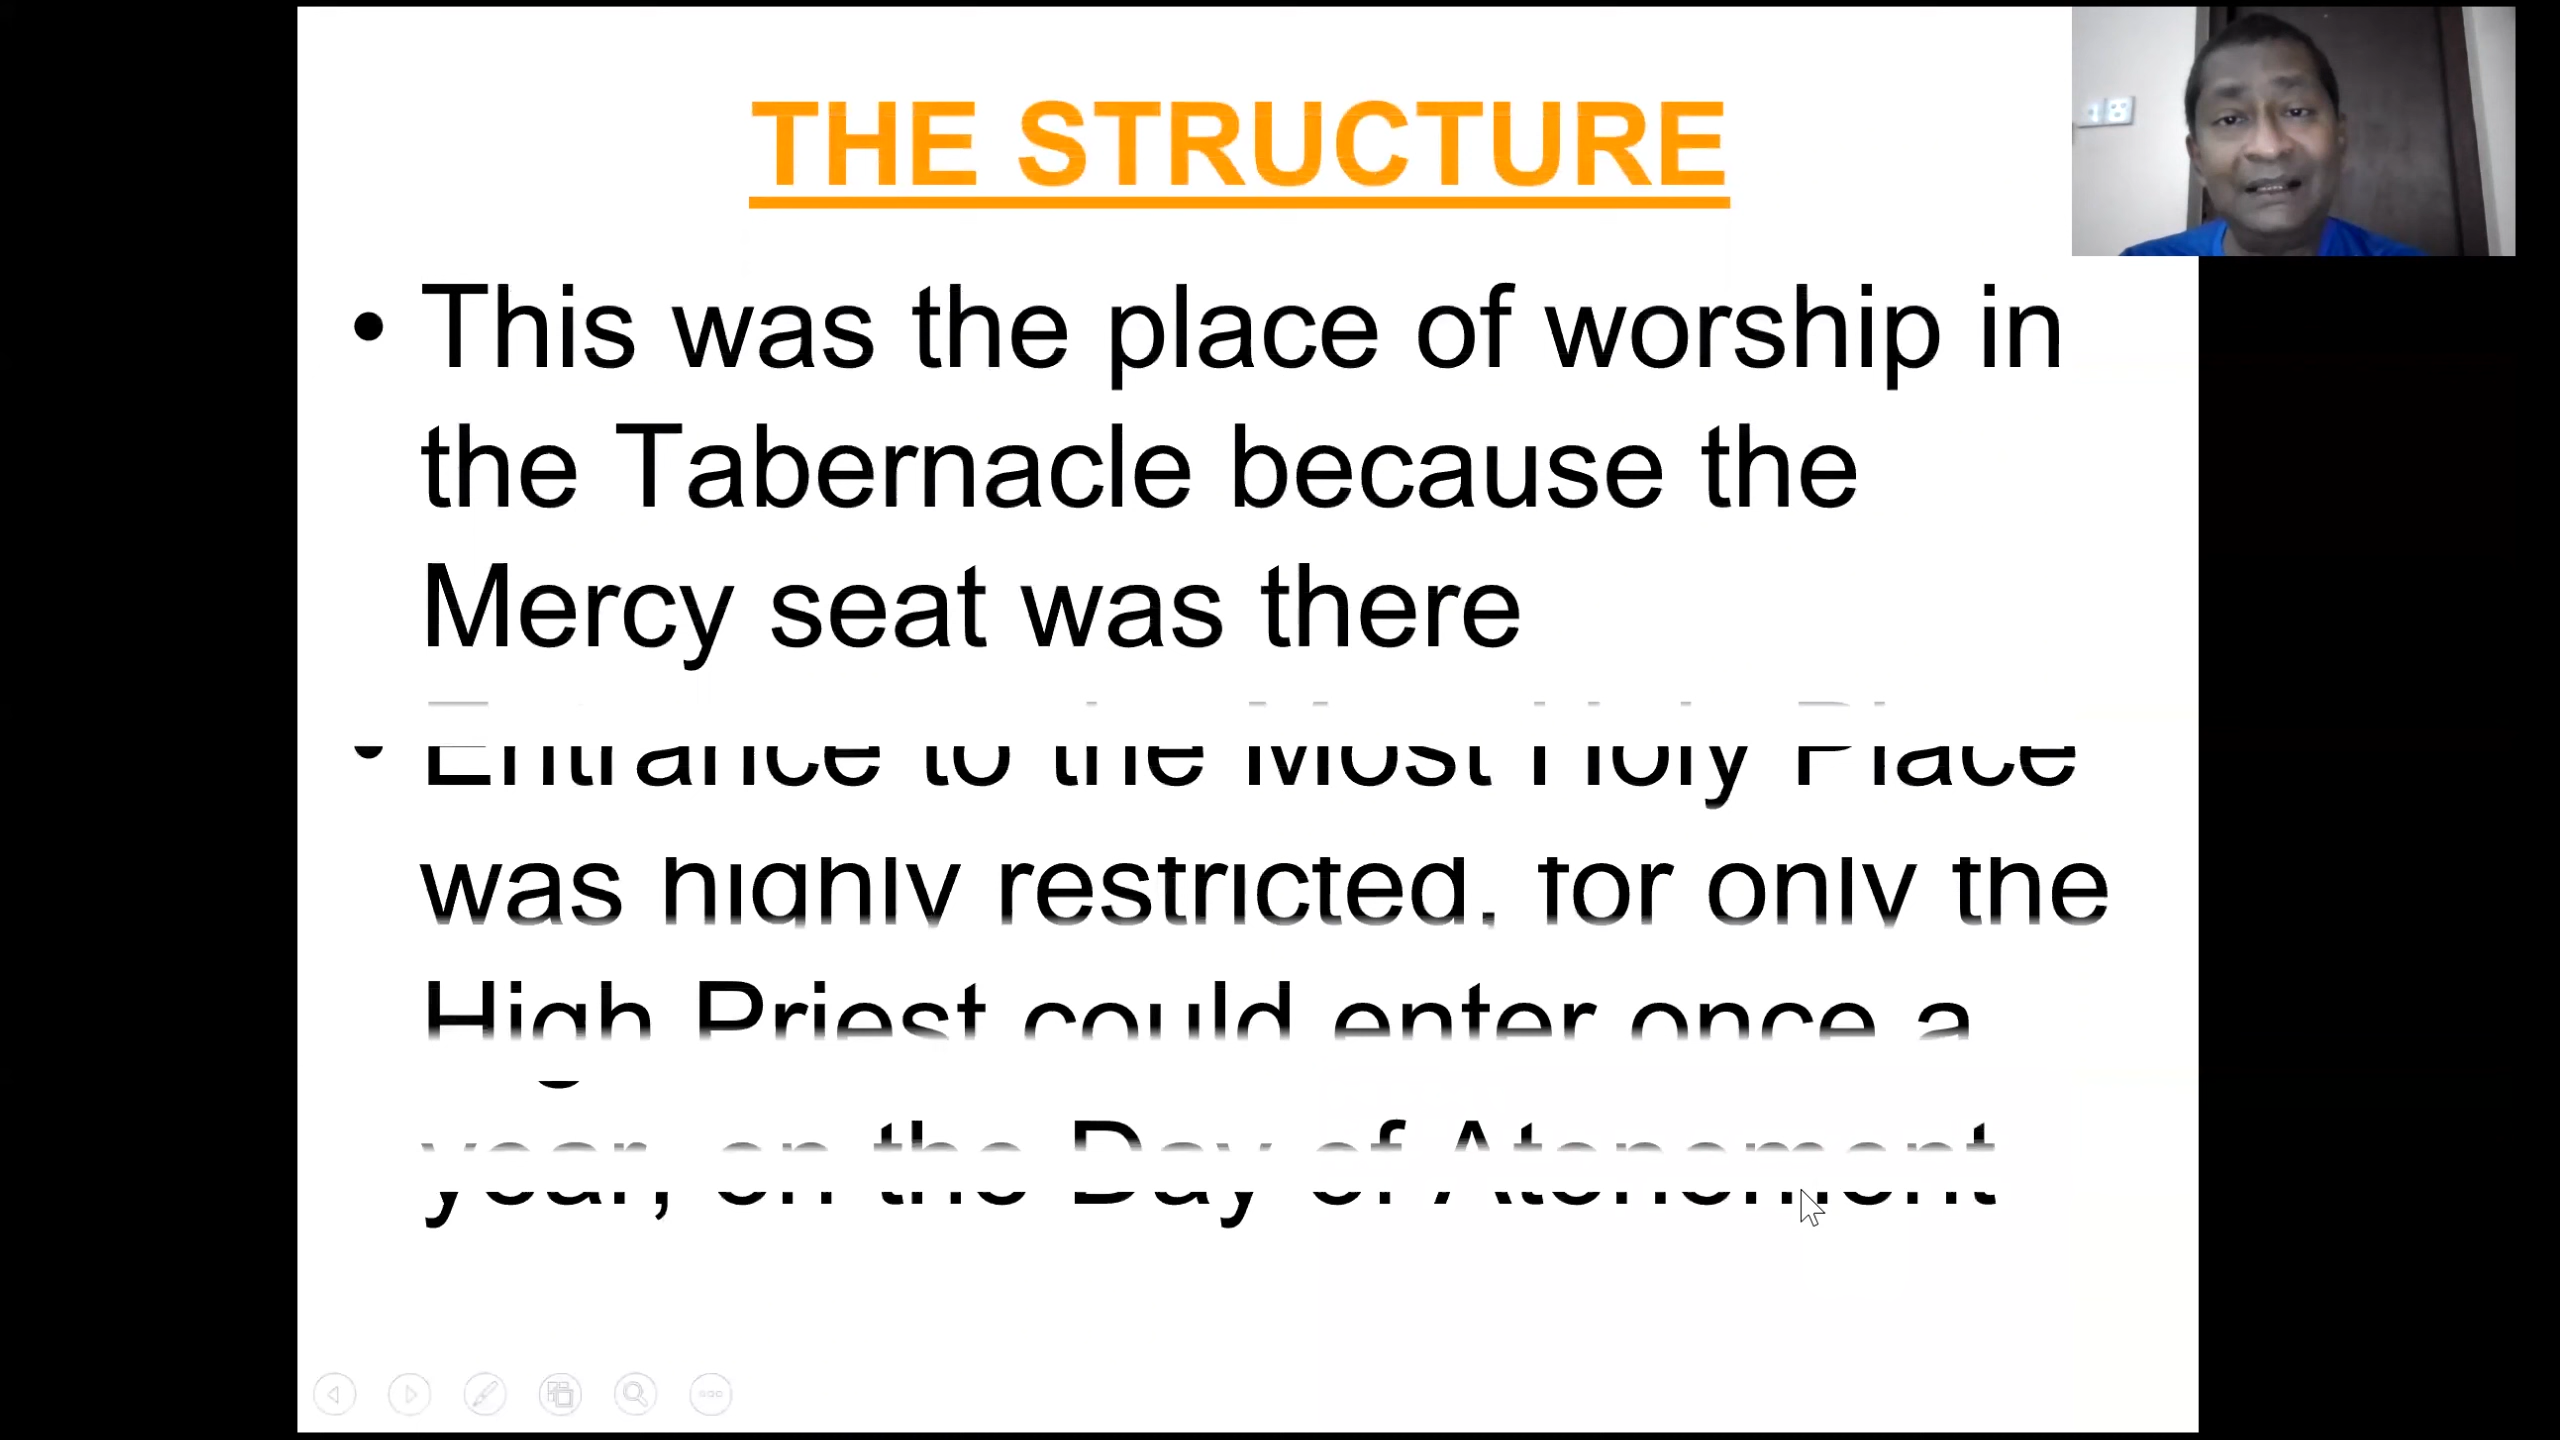 THE STRUCTURE
• This was the place of worship in
the Tabernacle because the
Mercy seat was there
• Entrance to the Most Holy Place
was highly restricted, for only the
High Priest could enter once a
year, on the Day of Atonement